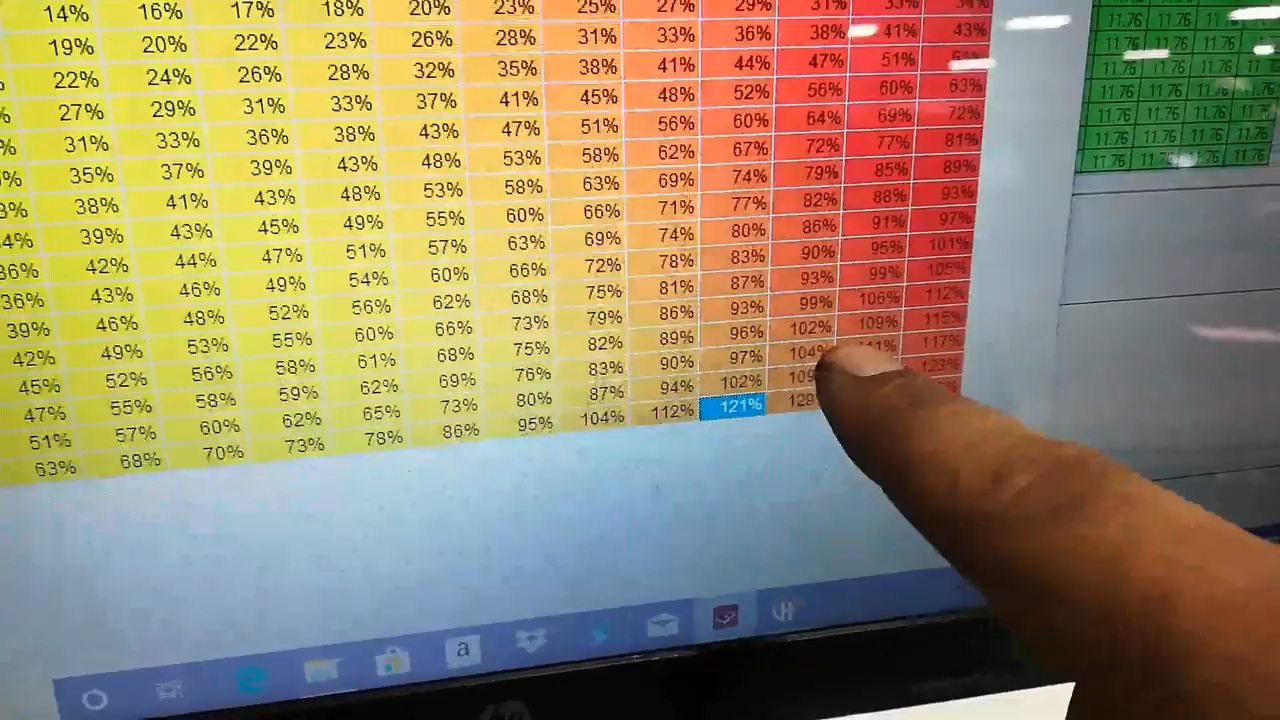 14% 16% 17% 18% 20% 23% 25% 27% 29% 31% 33% 34%
19% 20% 22% 23% 26% 28% 31% 33% 36% 38% 41% 43%
22% 24% 26% 28% 32% 35% 38% 41% 44% 47% 51%
27% 29% 31% 33% 37% 41% 45% 48% 52% 56% 60% 63%
31% 33% 36% 38% 43% 47% 51% 56% 60% 64% 69% 72%
35% 37% 39% 43% 48% 53% 58% 62% 67% 72% 77% 81%
38% 41% 43% 48% 53% 58% 63% 69% 74% 79% 85% 89%
39% 43% 45% 49% 55% 60% 66% 71% 77% 82% 88% 93%
36% 42% 44% 47% 51% 57% 63% 69% 74% 80% 86% 91% 97%
36% 43% 46% 49% 54% 60% 66% 72% 78% 83% 90% 95% 101%
39% 46% 48% 52% 56% 62% 68% 75% 81% 87% 93% 99% 105%
42% 49% 53% 55% 60% 66% 73% 79% 86% 93% 99% 106% 112%
45% 52% 56% 58% 61% 68% 75% 82% 89% 96% 102% 109% 115%
47% 55% 58% 59% 62% 69% 76% 83% 90% 97% 104% 111% 117%
51% 57% 60% 62% 65% 73% 80% 87% 94% 102% 123%
63% 68% 70% 73% 78% 86% 95% 104% 112% 121%
11.76 11.76 11.76 11.76
11.76 11.76 11.76 11.76
11.76 11.76 11.76 11.76
11.76 11.76 11.76 11.76
11.76 11.76 11.76 11.76
11.76 11.76 11.76 11.76
11.76 11.76 11.76
a